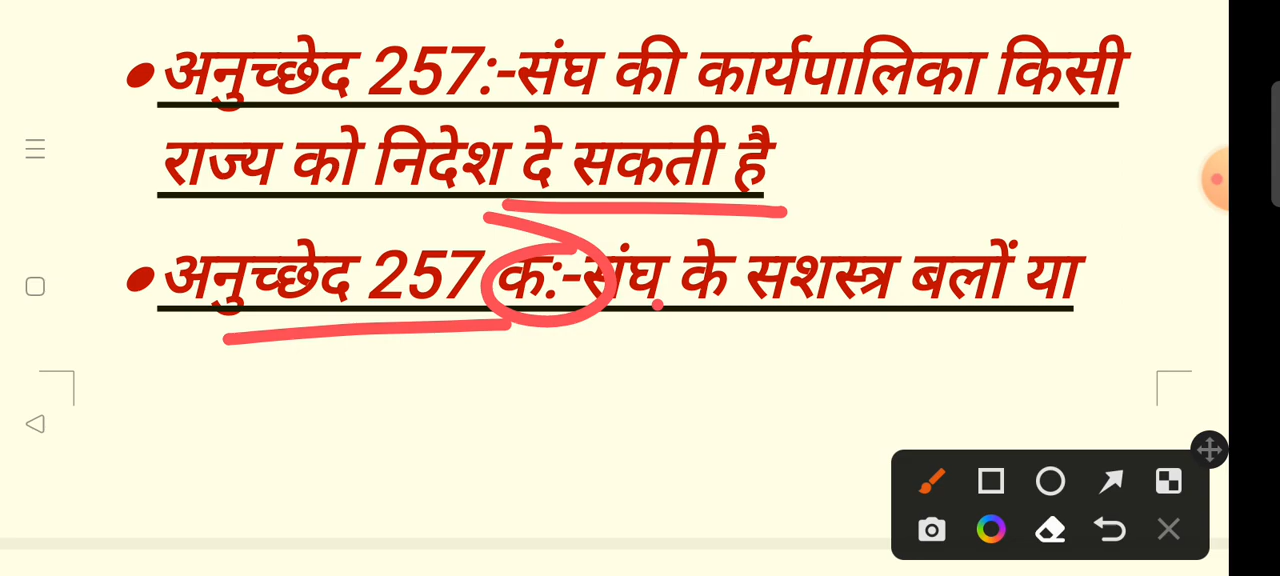 •अनुच्छेद 257:-संघ की कार्यपालिका किसी
राज्य को निदेश दे सकती है
•अनुच्छेद 257 क:-संघ के सशस्त्र बलों या